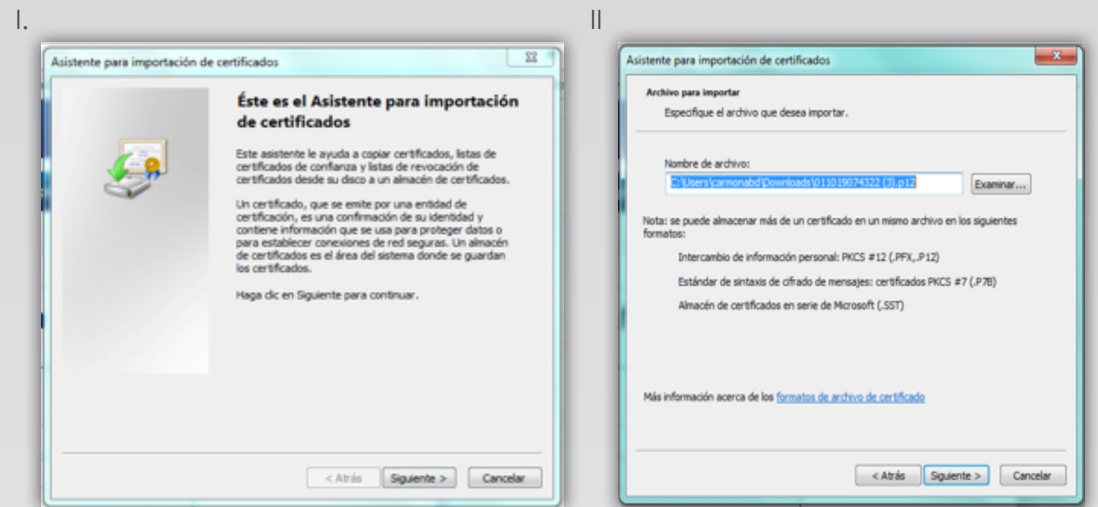 I.
Asistente para importación de certificados
Éste es el Asistente para importación
de certificados
Este asistente le ayuda a copiar certificados, listas de
certificados de confianza y listas de revocación de
certificados desde su disco a un almacén de certificados.
Un certificado, que se emite por una entidad de
certificación, es una confirmación de su identidad y
contiene información que se usa para proteger datos o
para establecer conexiones de red seguras. Un almacén
de certificados es el área del sistema donde se guardan
los certificados.
Haga clic en Siguiente para continuar.
< Atrás Siguiente > Cancelar
II
Asistente para importación de certificados
Archivo para importar
Especifique el archivo que desea importar.
Nombre de archivo:
C:\Users\carmonabd\Downloads\011019074322 (3).p12 Examinar...
Nota: se puede almacenar más de un certificado en un mismo archivo en los siguientes
formatos:
Intercambio de información personal: PKCS #12 (.PFX,.P12)
Estándar de sintaxis de cifrado de mensajes: certificados PKCS #7 (.P7B)
Almacén de certificados en serie de Microsoft (.SST)
Más información acerca de los formatos de archivo de certificado
< Atrás Siguiente > Cancelar